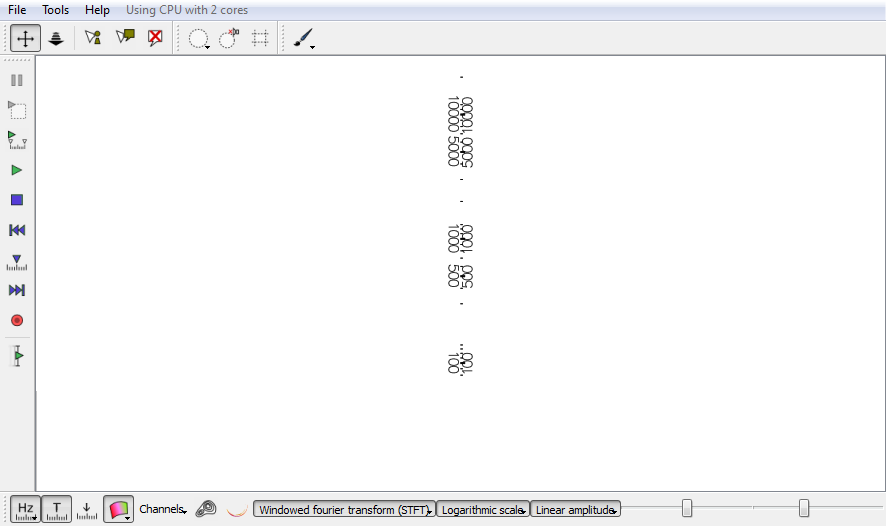 File Tools Help Using CPU with 2 cores
10000 10000
5000 5000
1000 1000
500 500
100 100
Hz T Channels Windowed fourier transform (STFT) Logarithmic scale Linear amplitude